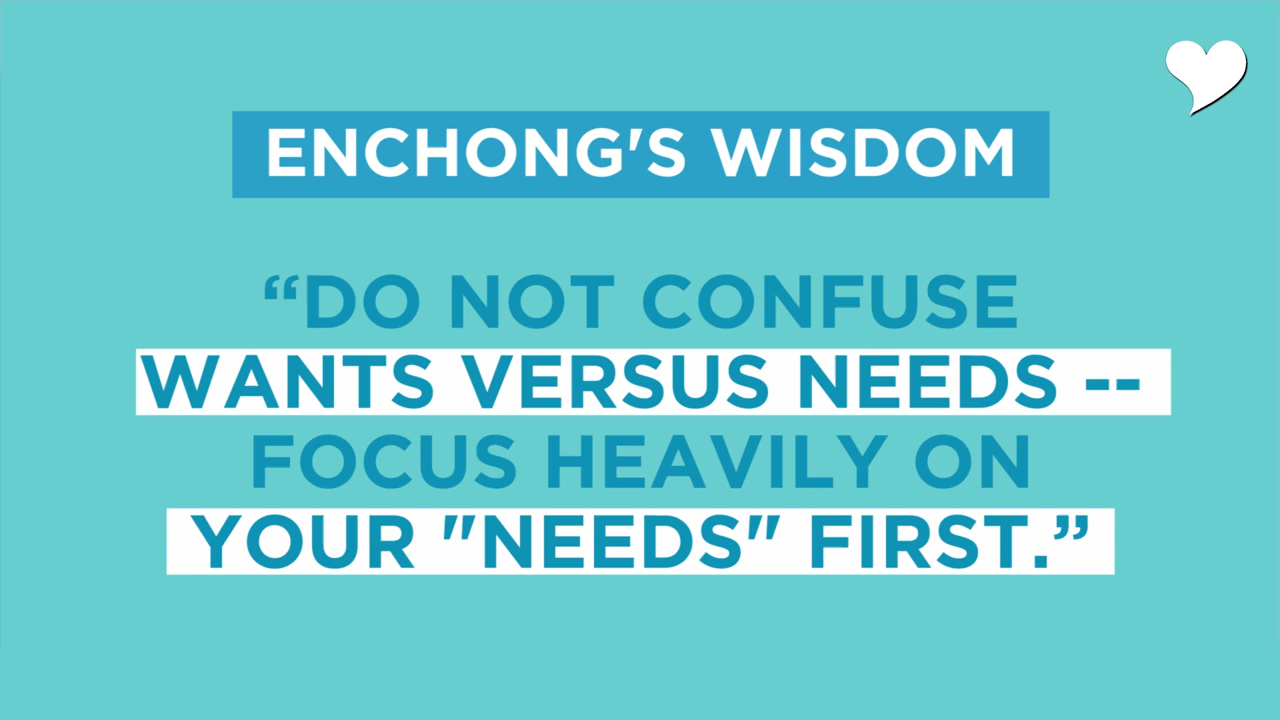 ENCHONG'S WISDOM
“DO NOT CONFUSE
WANTS VERSUS NEEDS --
FOCUS HEAVILY ON
YOUR "NEEDS" FIRST.”